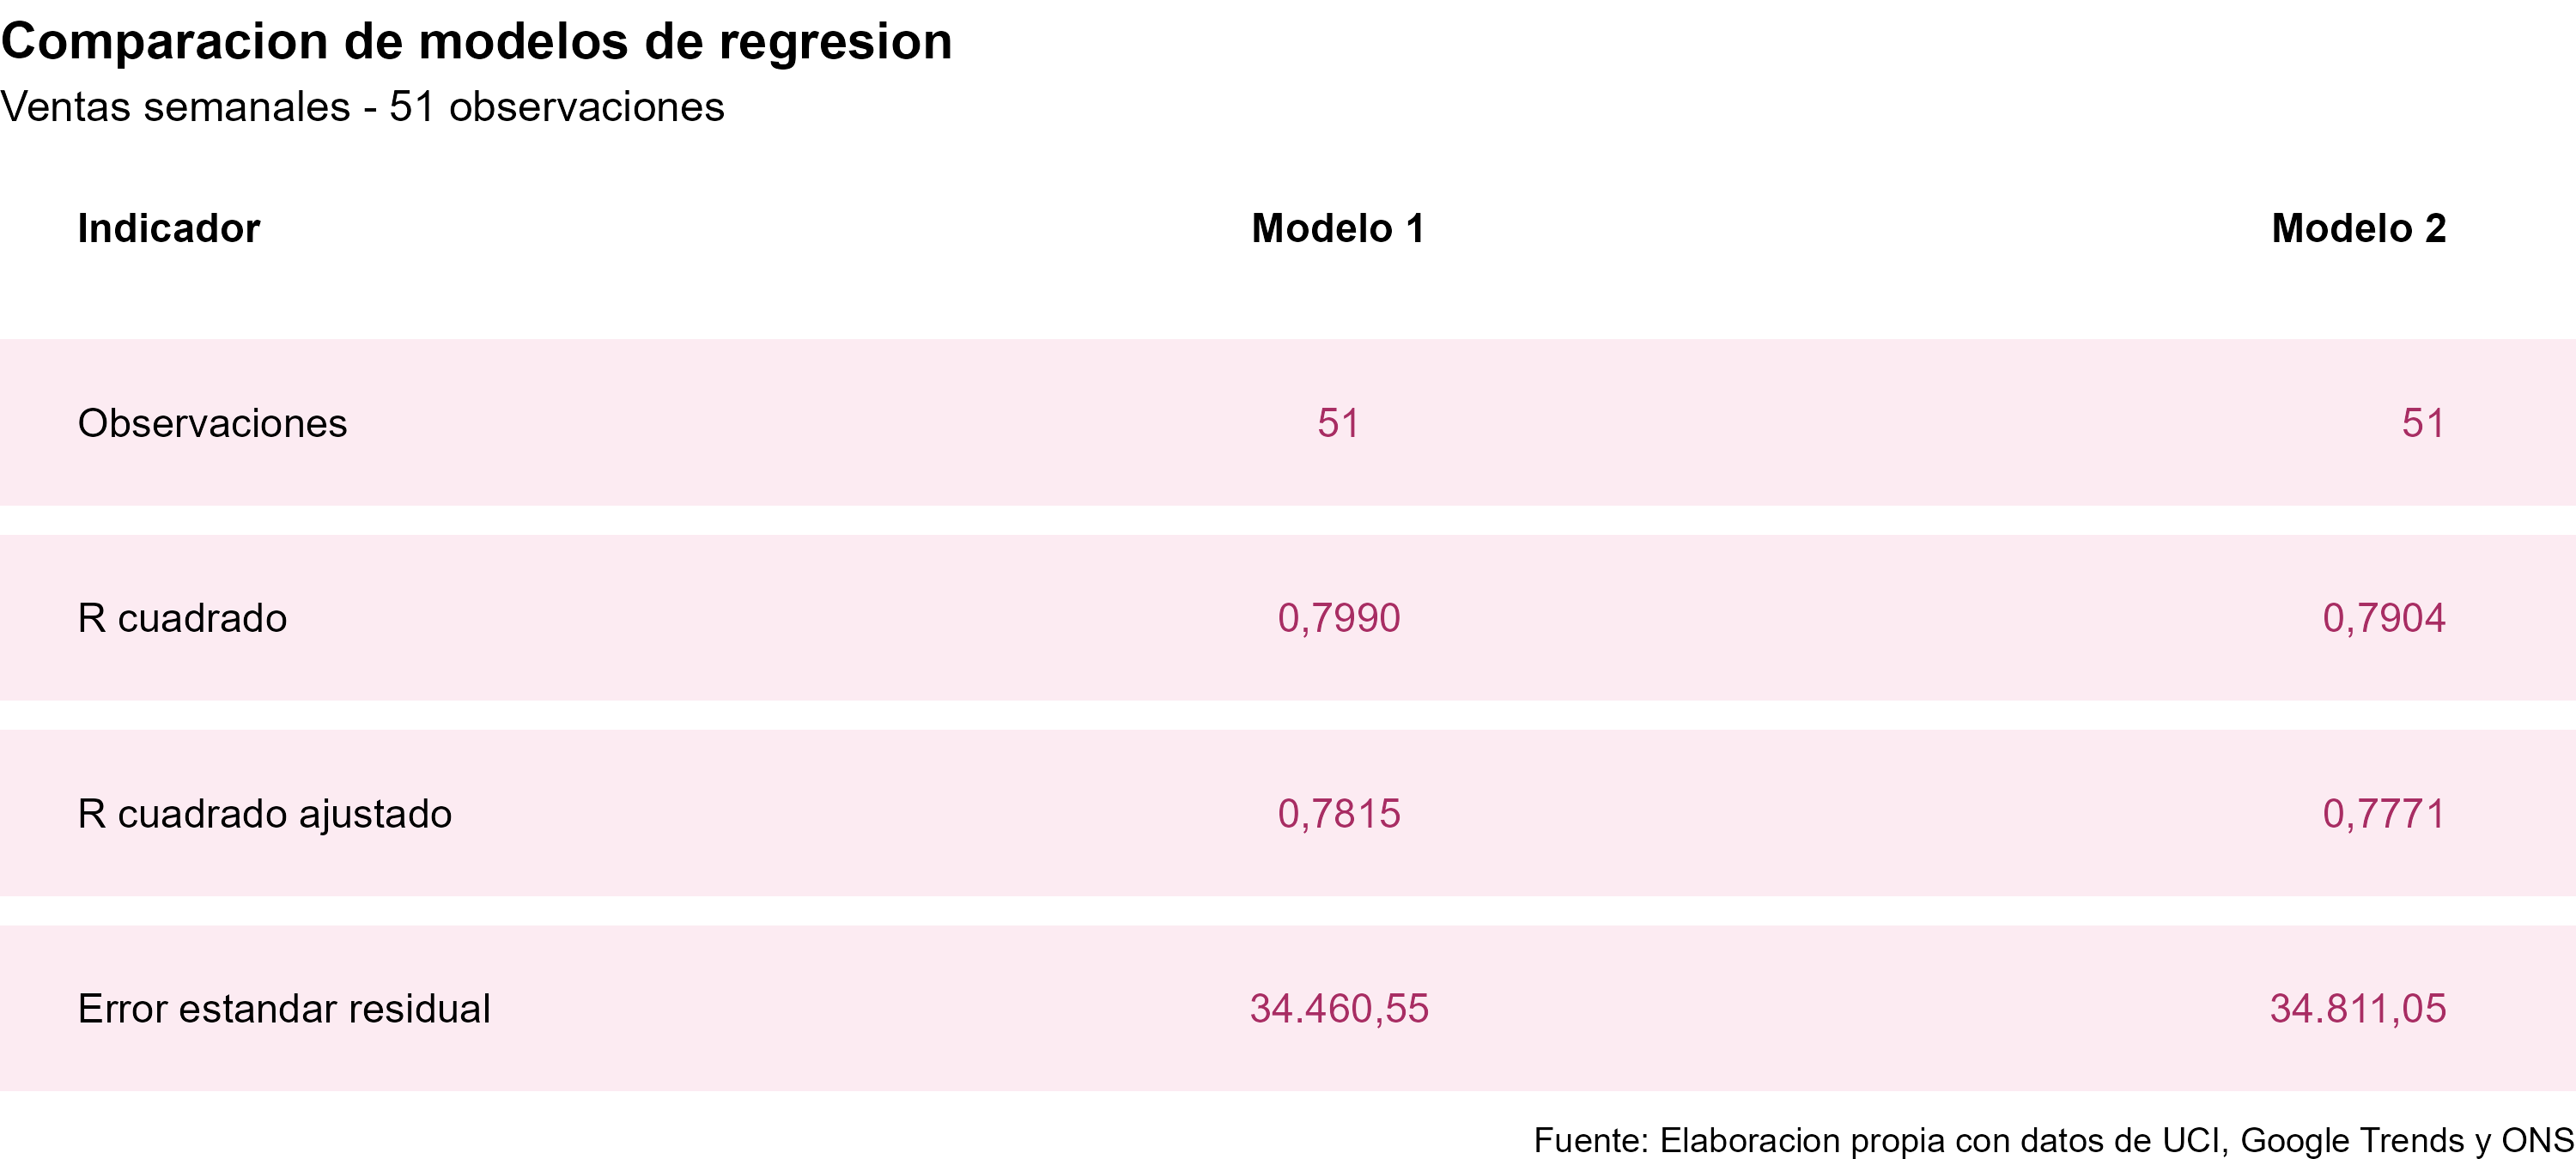 Comparacion de modelos de regresion
Ventas semanales - 51 observaciones
Indicador Modelo 1 Modelo 2
Observaciones 51 51
R cuadrado 0,7990 0,7904
R cuadrado ajustado 0,7815 0,7771
Error estandar residual 34.460,55 34.811,05
Fuente: Elaboracion propia con datos de UCI, Google Trends y ONS